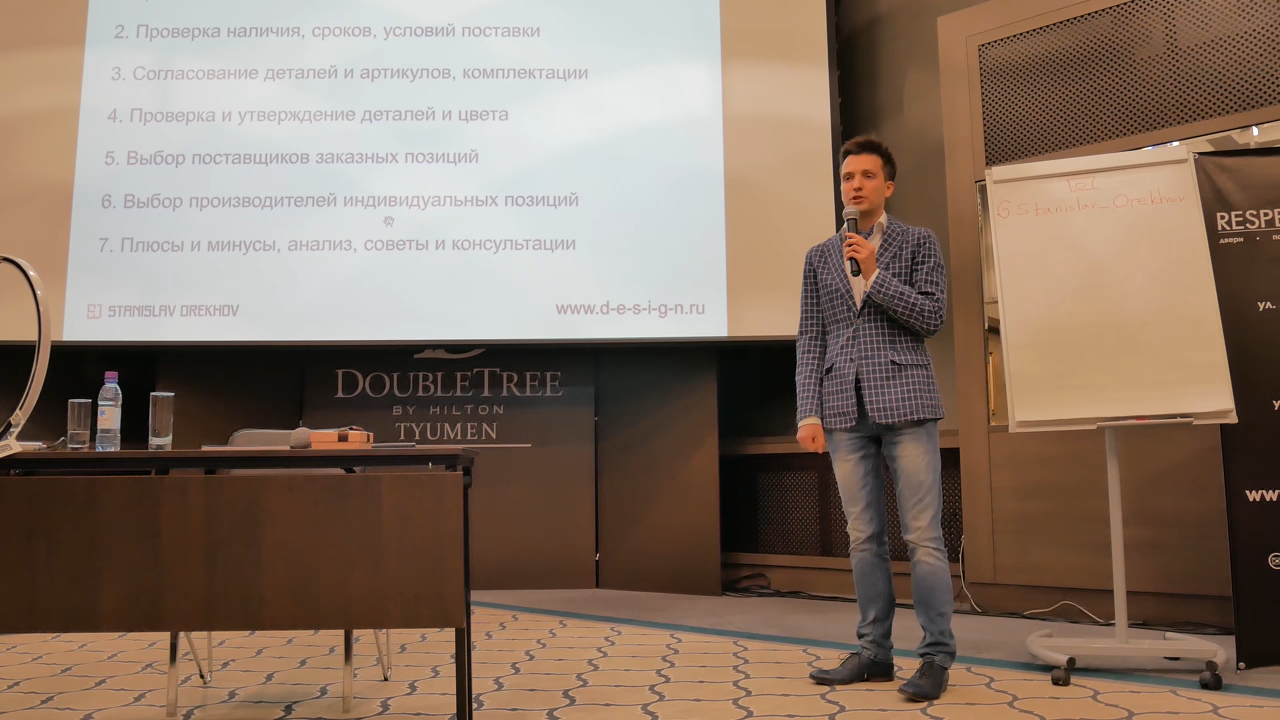 2. Проверка наличия, сроков, условий поставки
3. Согласование деталей и артикулов, комплектации
4. Проверка и утверждение деталей и цвета
5. Выбор поставщиков заказных позиций
6. Выбор производителей индивидуальных позиций
7. Плюсы и минусы, анализ, советы и консультации
STANISLAV OREKHOV
www.d-e-s-i-g-n.ru
DOUBLETREE
BY HILTON
TYUMEN
Stanislav_Orekhov
RESP
двери
ул.
www